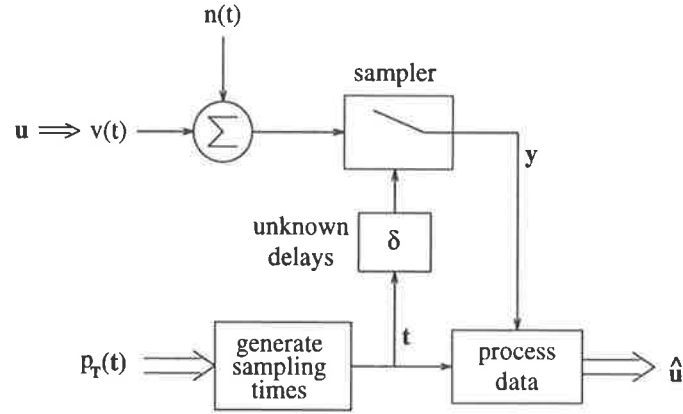 n(t)
sampler
u ⇒ v(t)
Σ
y
unknown
delays
δ
t
p_T(t)
generate
sampling
times
process
data
û